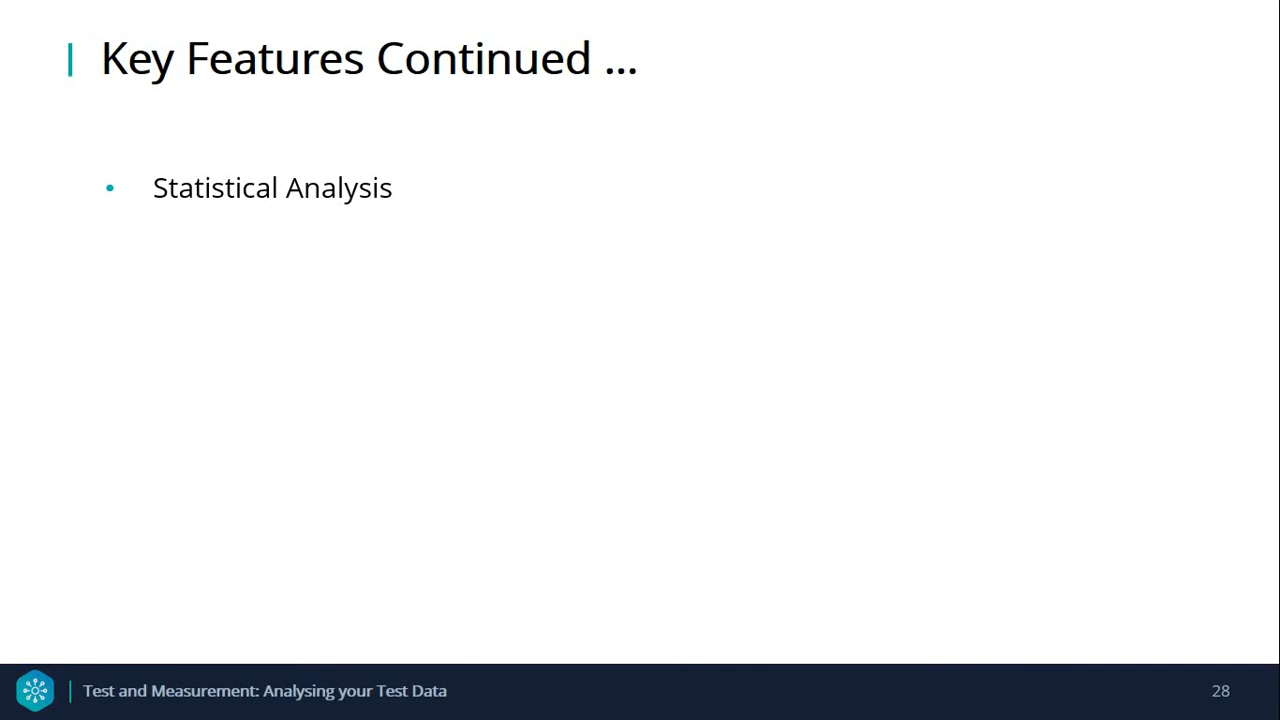 Key Features Continued ...
• Statistical Analysis
Test and Measurement: Analysing your Test Data
28